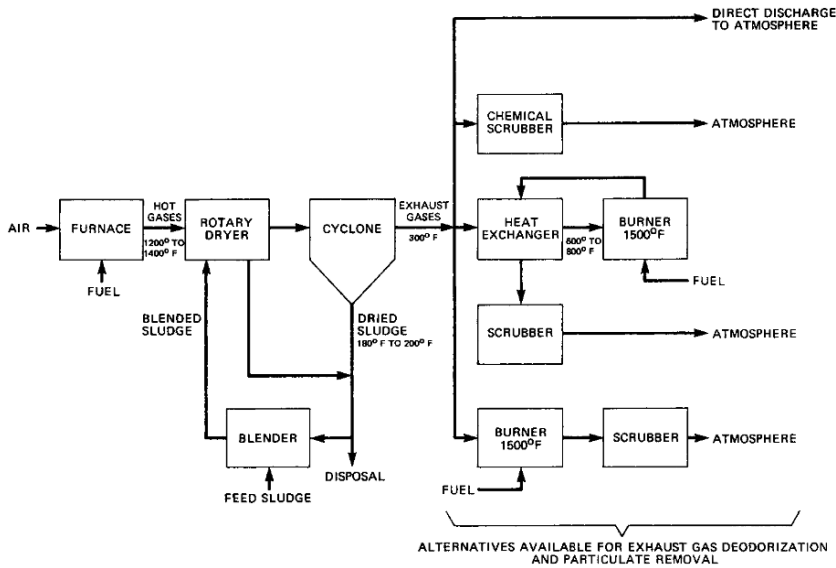 DIRECT DISCHARGE
TO ATMOSPHERE
CHEMICAL
SCRUBBER
ATMOSPHERE
AIR
FURNACE
HOT
GASES
1200° TO
1400° F
ROTARY
DRYER
CYCLONE
EXHAUST
GASES
300° F
HEAT
EXCHANGER
600° TO
800° F
BURNER
1500°F
FUEL
FUEL
BLENDED
SLUDGE
DRIED
SLUDGE
180° F TO 200° F
SCRUBBER
ATMOSPHERE
BLENDER
DISPOSAL
FEED SLUDGE
BURNER
1500°F
SCRUBBER
ATMOSPHERE
FUEL
ALTERNATIVES AVAILABLE FOR EXHAUST GAS DEODORIZATION
AND PARTICULATE REMOVAL